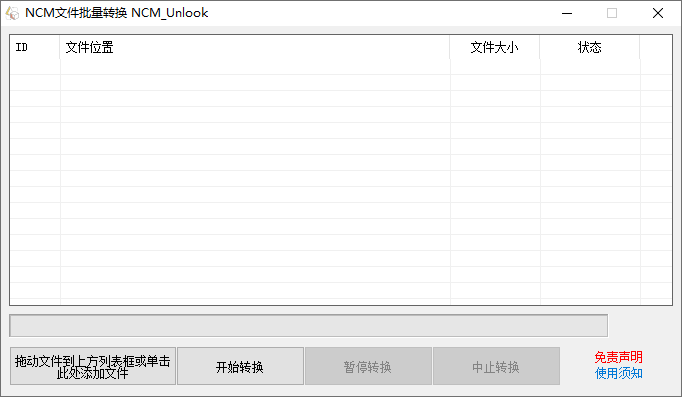 NCM文件批量转换 NCM_Unlook
ID 文件位置 文件大小 状态
拖动文件到上方列表框或单击
此处添加文件
开始转换
暂停转换
中止转换
免责声明
使用须知